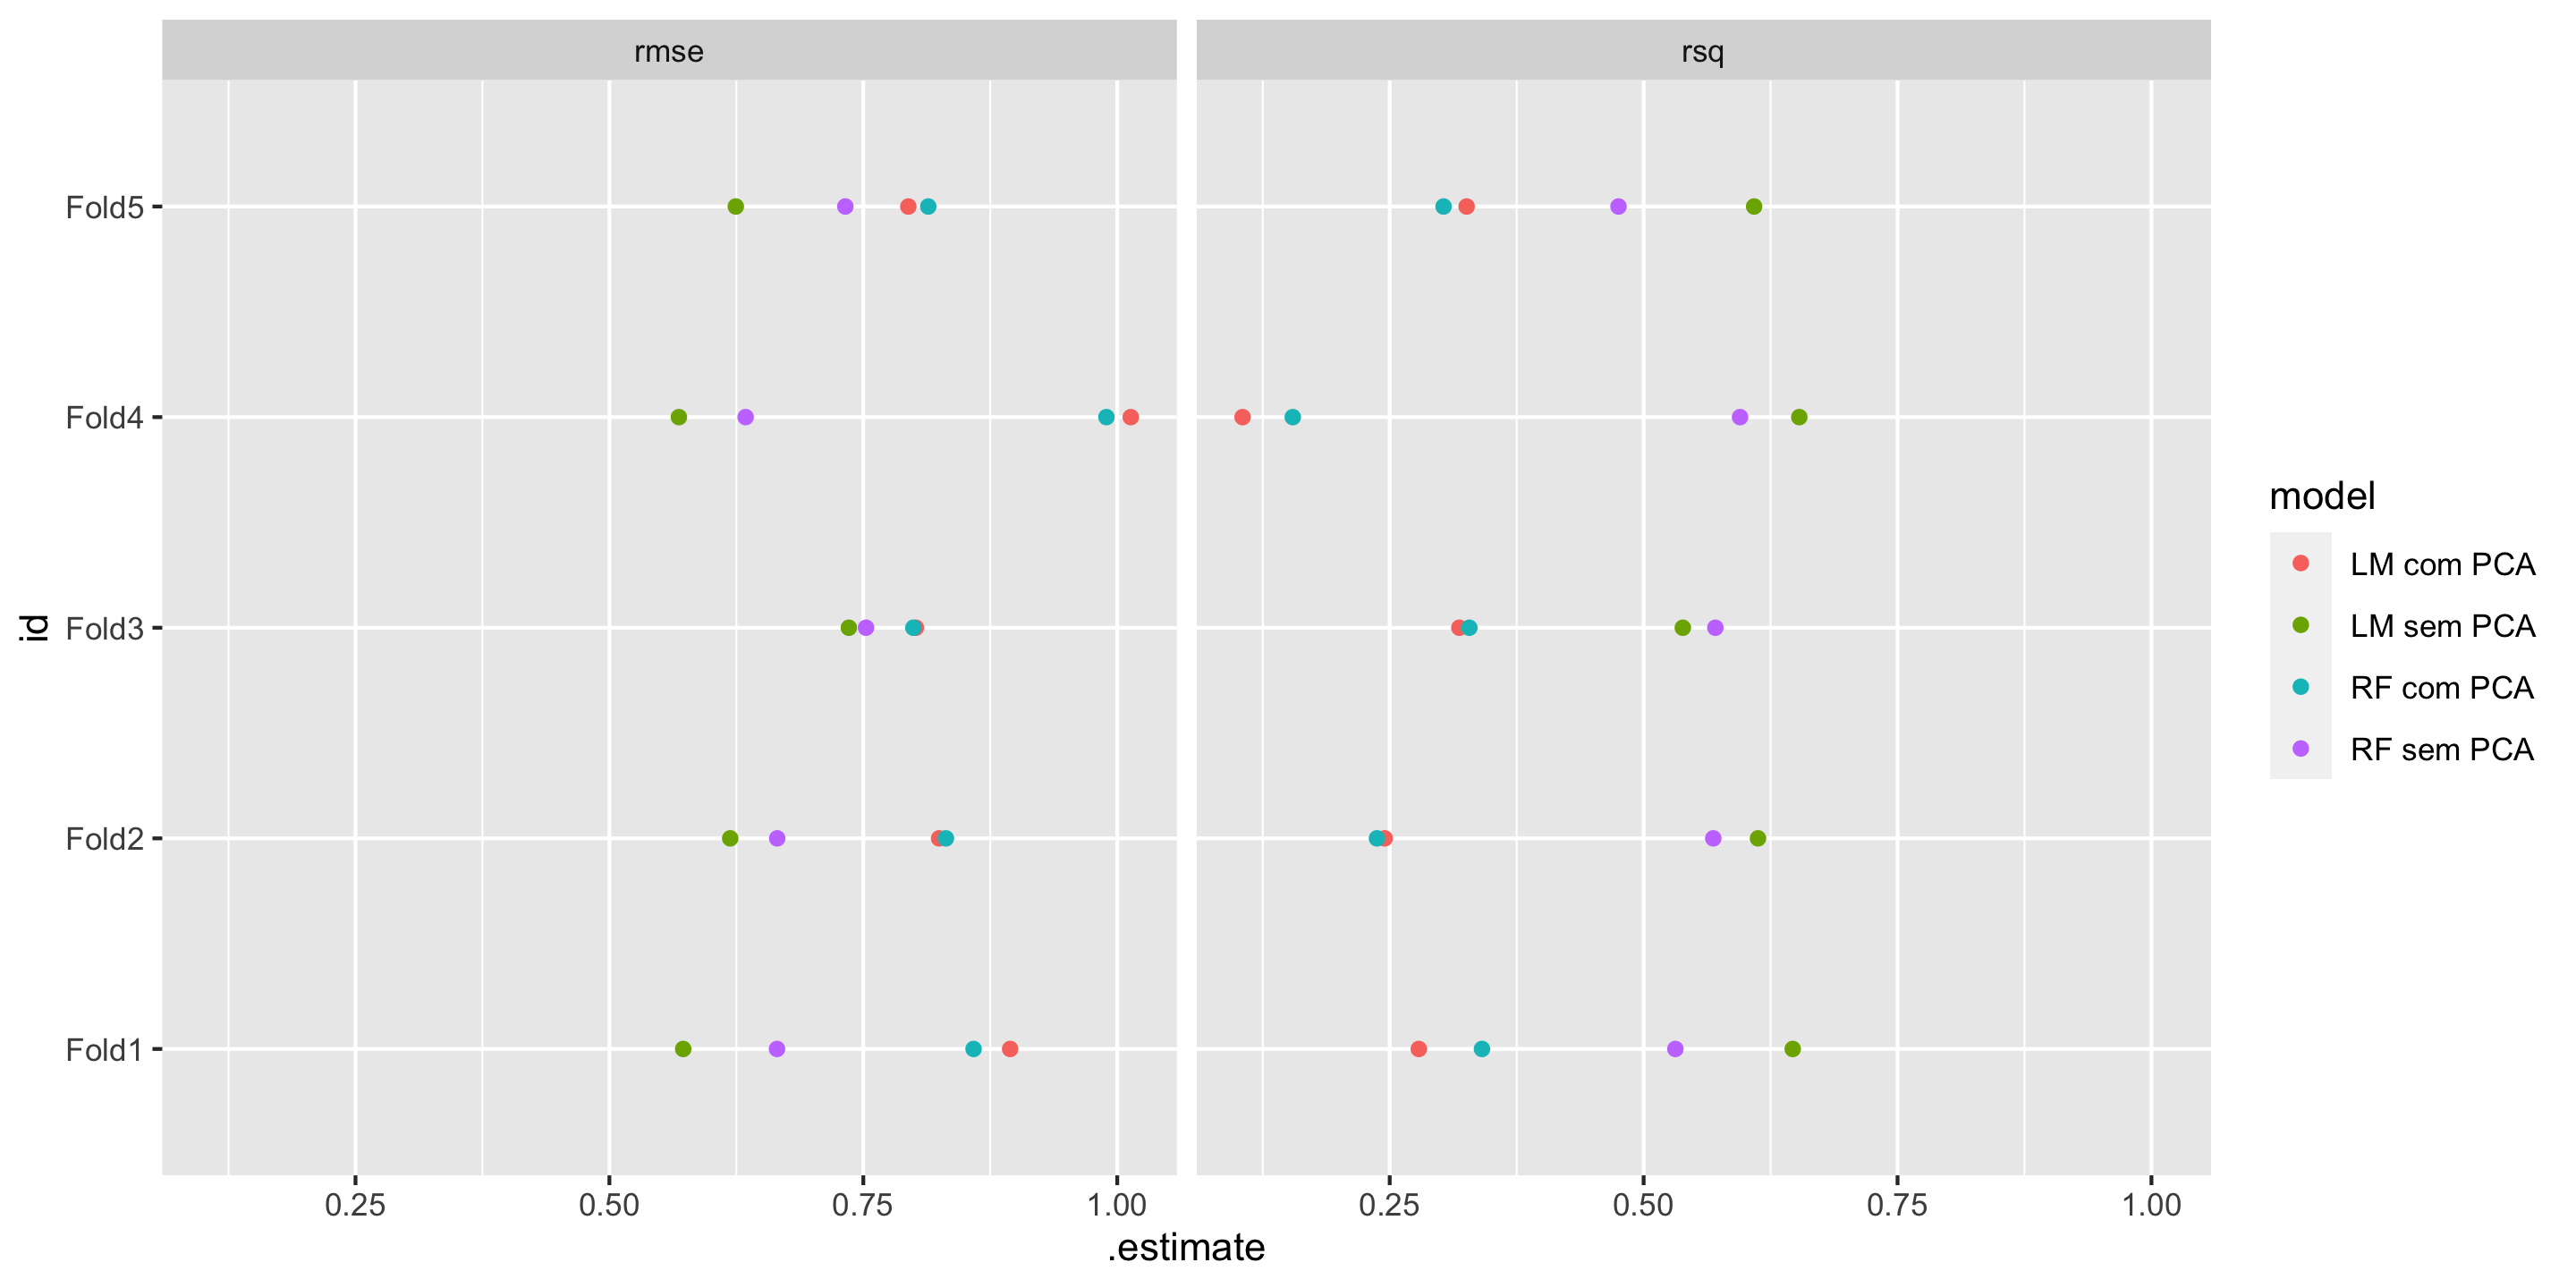 rmse
rsq
Fold5
Fold4
Fold3
Fold2
Fold1
id
0.25 0.50 0.75 1.00 0.25 0.50 0.75 1.00
.estimate
model
LM com PCA
LM sem PCA
RF com PCA
RF sem PCA